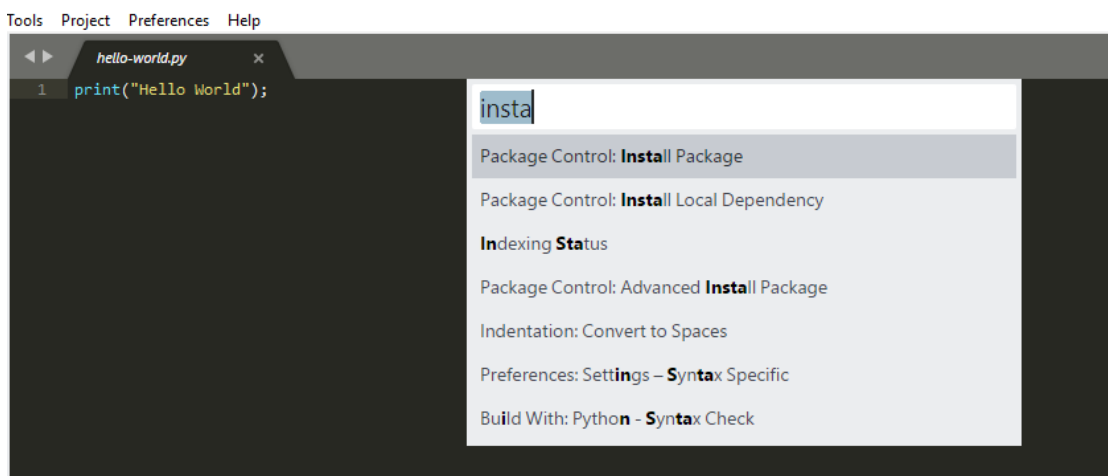 Tools Project Preferences Help
hello-world.py ×
1 print("Hello World");
insta
Package Control: Install Package
Package Control: Install Local Dependency
Indexing Status
Package Control: Advanced Install Package
Indentation: Convert to Spaces
Preferences: Settings – Syntax Specific
Build With: Python - Syntax Check